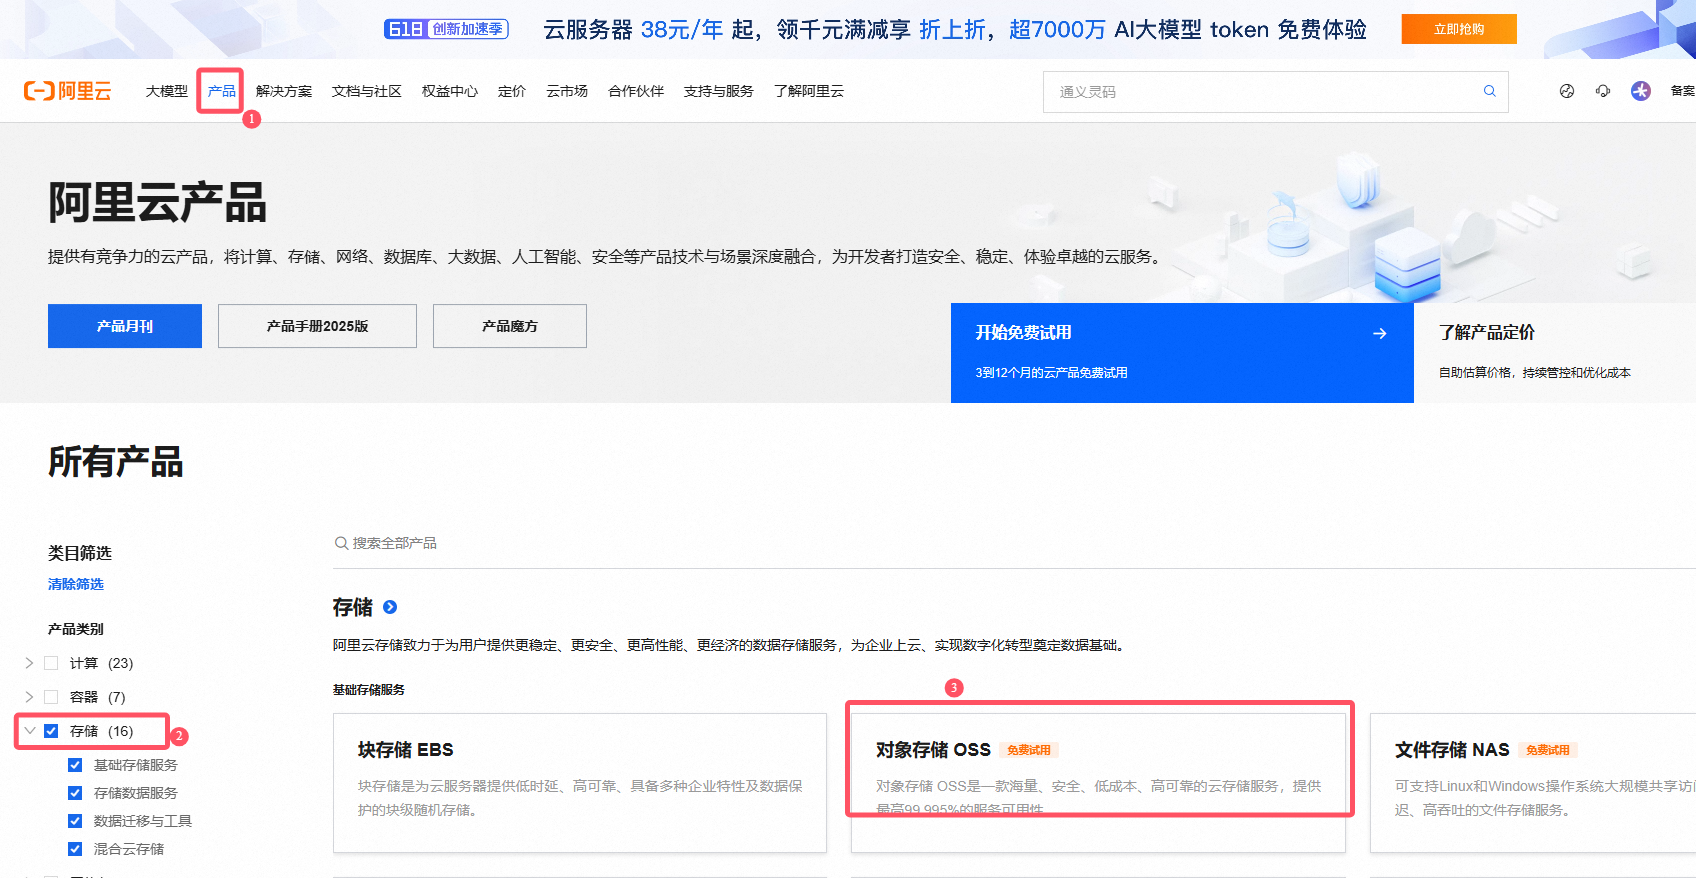 618 创新加速季 云服务器 38元/年 起，领千元满减享 折上折，超7000万 AI大模型 token 免费体验 立即抢购
阿里云 大模型 产品 解决方案 文档与社区 权益中心 定价 云市场 合作伙伴 支持与服务 了解阿里云 通义灵码 备案
1
阿里云产品
提供有竞争力的云产品，将计算、存储、网络、数据库、大数据、人工智能、安全等产品技术与场景深度融合，为开发者打造安全、稳定、体验卓越的云服务。
产品月刊 产品手册2025版 产品魔方
开始免费试用
3到12个月的云产品免费试用
了解产品定价
自助估算价格，持续管控和优化成本
所有产品
类目筛选
清除筛选
产品类别
计算 (23)
容器 (7)
存储 (16)
2
基础存储服务
存储数据服务
数据迁移与工具
混合云存储
搜索全部产品
存储
阿里云存储致力于为用户提供更稳定、更安全、更高性能、更经济的数据存储服务，为企业上云、实现数字化转型奠定数据基础。
基础存储服务
3
块存储 EBS
块存储是为云服务器提供低时延、高可靠、具备多种企业特性及数据保
护的块级随机存储。
对象存储 OSS 免费试用
对象存储 OSS是一款海量、安全、低成本、高可靠的云存储服务，提供
最高99.995%的服务可用性
文件存储 NAS 免费试用
可支持Linux和Windows操作系统大规模共享访
迟、高吞吐的文件存储服务。